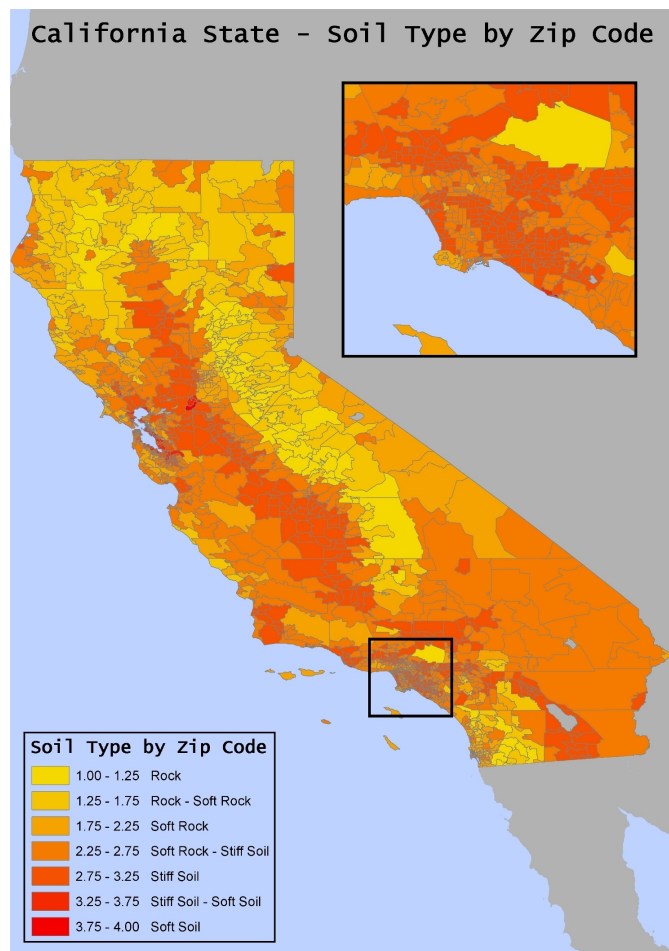 California State - Soil Type by Zip Code
Soil Type by Zip Code
1.00 - 1.25 Rock
1.25 - 1.75 Rock - Soft Rock
1.75 - 2.25 Soft Rock
2.25 - 2.75 Soft Rock - Stiff Soil
2.75 - 3.25 Stiff Soil
3.25 - 3.75 Stiff Soil - Soft Soil
3.75 - 4.00 Soft Soil